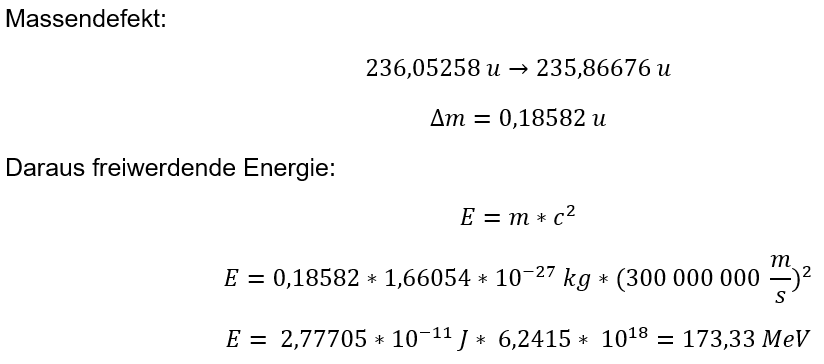 Massendefekt:
236,05258 u → 235,86676 u
Δm = 0,18582 u
Daraus freiwerdende Energie:
E = m ∗ c²
E = 0,18582 ∗ 1,66054 ∗ 10⁻²⁷ kg ∗ (300 000 000 m/s)²
E = 2,77705 ∗ 10⁻¹¹ J ∗ 6,2415 ∗ 10¹⁸ = 173,33 MeV